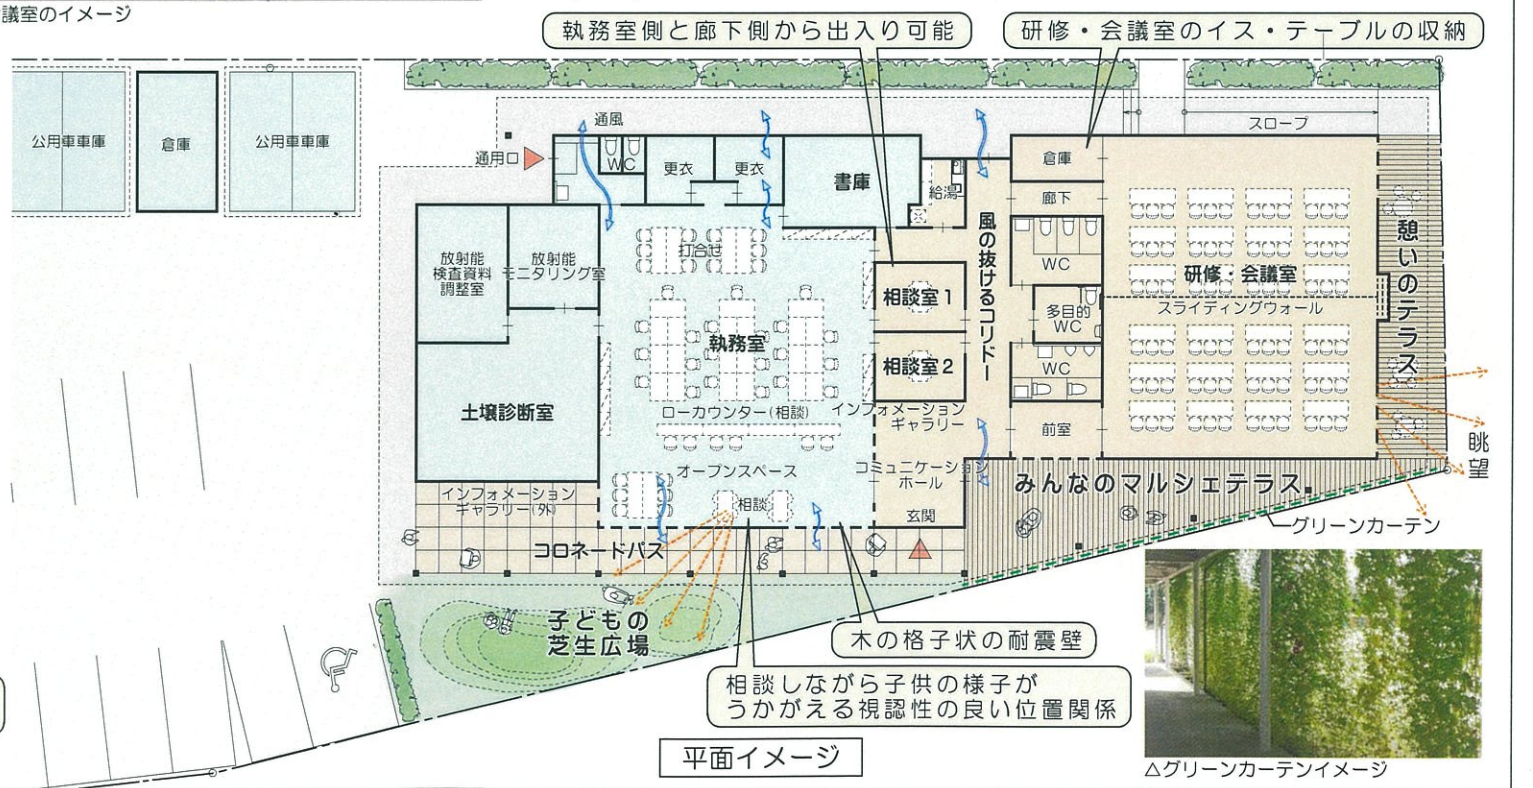 議室のイメージ
執務室側と廊下側から出入り可能
研修・会議室のイス・テーブルの収納
公用車車庫
倉庫
公用車車庫
通風
通用口
WC
更衣
更衣
書庫
給湯
倉庫
廊下
スロープ
放射能
検査資料
調整室
放射能
モニタリング室
打合せ
風の抜けるコリドー
WC
研修・会議室
スライディングウォール
憩いのテラス
相談室1
多目的
WC
執務室
相談室2
WC
土壌診断室
ローカウンター(相談)
インフォメーション
ギャラリー
前室
眺望
オープンスペース
コミュニケーション
ホール
みんなのマルシェテラス
インフォメーション
ギャラリー(外)
相談
玄関
グリーンカーテン
コロネードパス
子どもの
芝生広場
木の格子状の耐震壁
相談しながら子供の様子が
うかがえる視認性の良い位置関係
平面イメージ
△グリーンカーテンイメージ